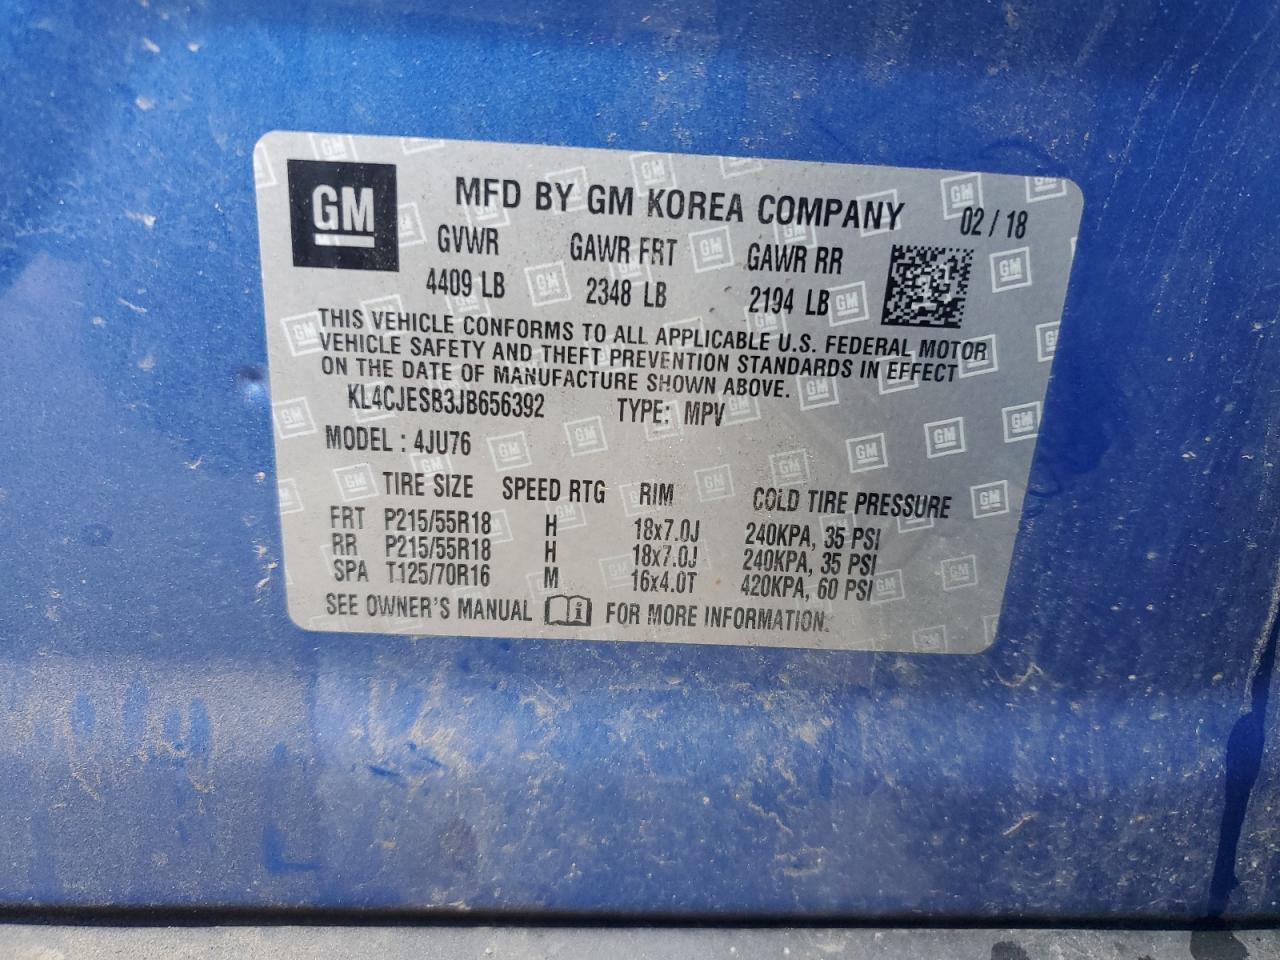 GM
MFD BY GM KOREA COMPANY 02 / 18
GVWR GAWR FRT GAWR RR
4409 LB 2348 LB 2194 LB
THIS VEHICLE CONFORMS TO ALL APPLICABLE U.S. FEDERAL MOTOR
VEHICLE SAFETY AND THEFT PREVENTION STANDARDS IN EFFECT
ON THE DATE OF MANUFACTURE SHOWN ABOVE.
KL4CJESB3JB656392 TYPE: MPV
MODEL : 4JU76
TIRE SIZE SPEED RTG RIM COLD TIRE PRESSURE
FRT P215/55R18 H 18x7.0J 240KPA, 35 PSI
RR P215/55R18 H 18x7.0J 240KPA, 35 PSI
SPA T125/70R16 M 16x4.0T 420KPA, 60 PSI
SEE OWNER'S MANUAL FOR MORE INFORMATION.